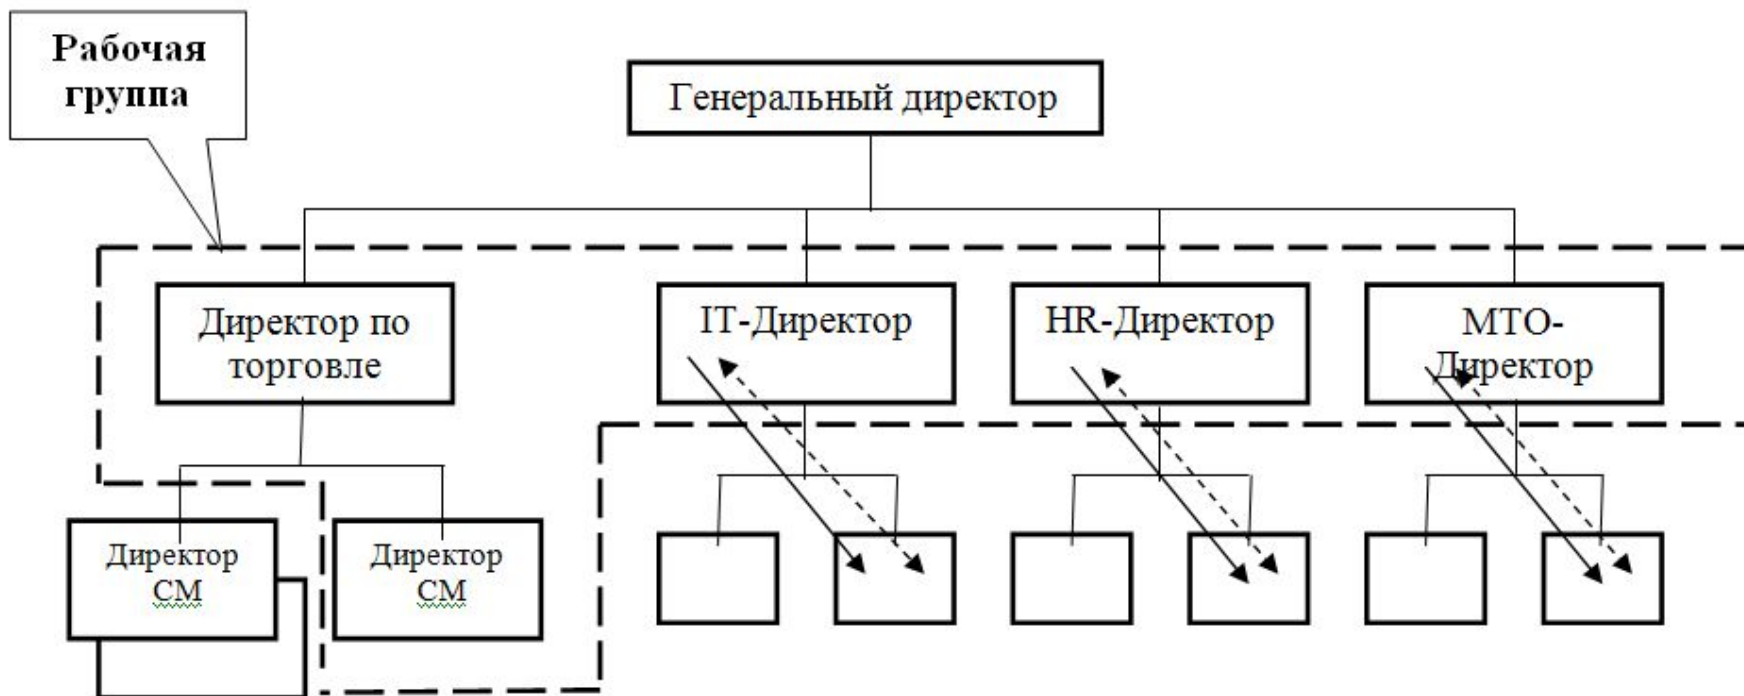 Рабочая
группа
Генеральный директор
Директор по
торговле
IT-Директор
HR-Директор
МТО-
Директор
Директор
СМ
Директор
СМ